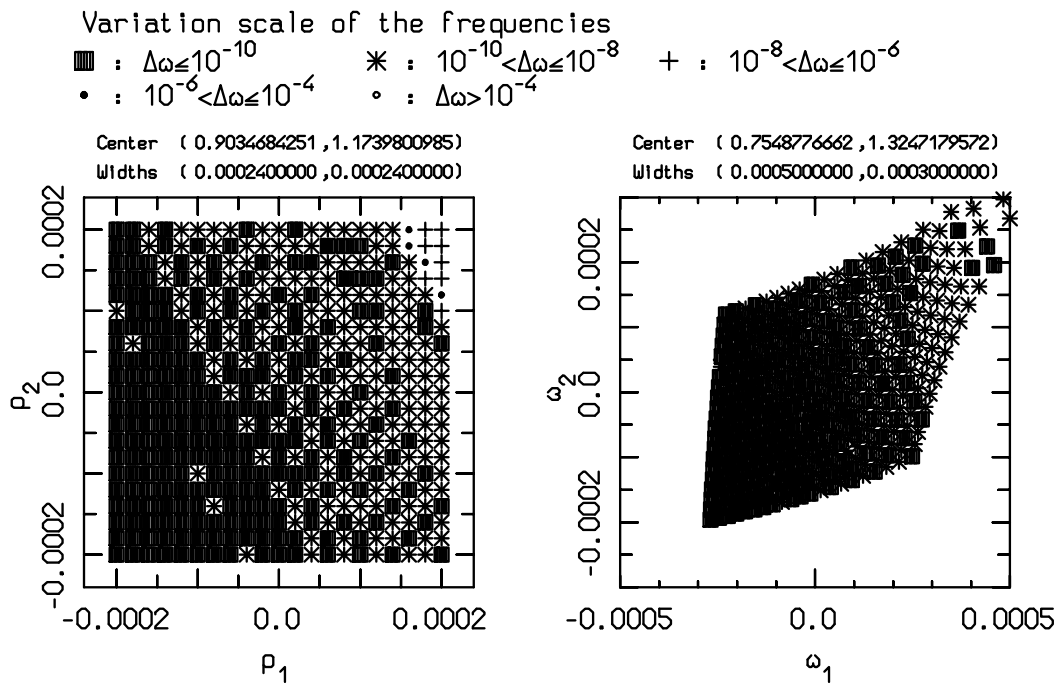 Variation scale of the frequencies
: Δω≤10⁻¹⁰ : 10⁻¹⁰<Δω≤10⁻⁸ : 10⁻⁸<Δω≤10⁻⁶
: 10⁻⁶<Δω≤10⁻⁴ : Δω>10⁻⁴
Center (0.9034684251,1.1739800985)
Widths (0.0002400000,0.0002400000)
Center (0.7548776662,1.3247179572)
Widths (0.0005000000,0.0003000000)
ρ₂
0.0002
0.0
-0.0002
-0.0002 0.0 0.0002
ρ₁
ω₂
0.0002
0.0
-0.0002
-0.0005 0.0 0.0005
ω₁